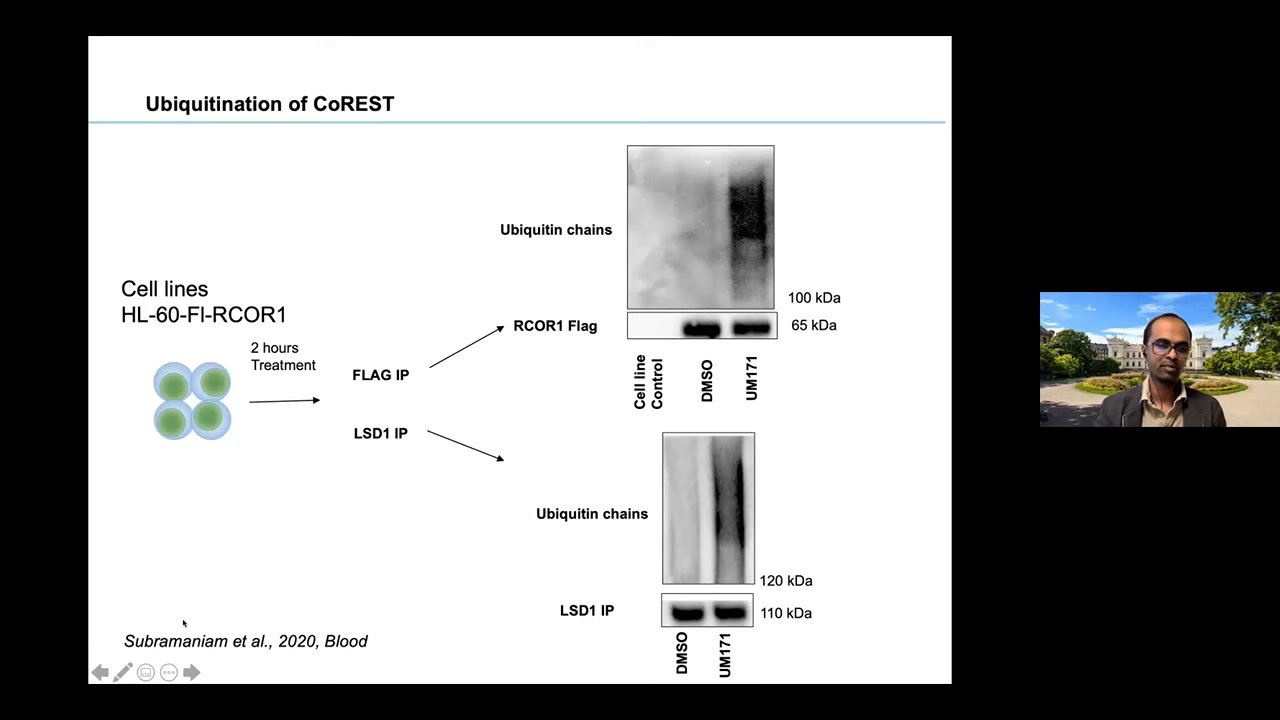 Ubiquitination of CoREST
Ubiquitin chains
100 kDa
RCOR1 Flag
65 kDa
Cell line
Control
DMSO
UM171
Cell lines
HL-60-Fl-RCOR1
2 hours
Treatment
FLAG IP
LSD1 IP
Ubiquitin chains
120 kDa
LSD1 IP
110 kDa
DMSO
UM171
Subramaniam et al., 2020, Blood